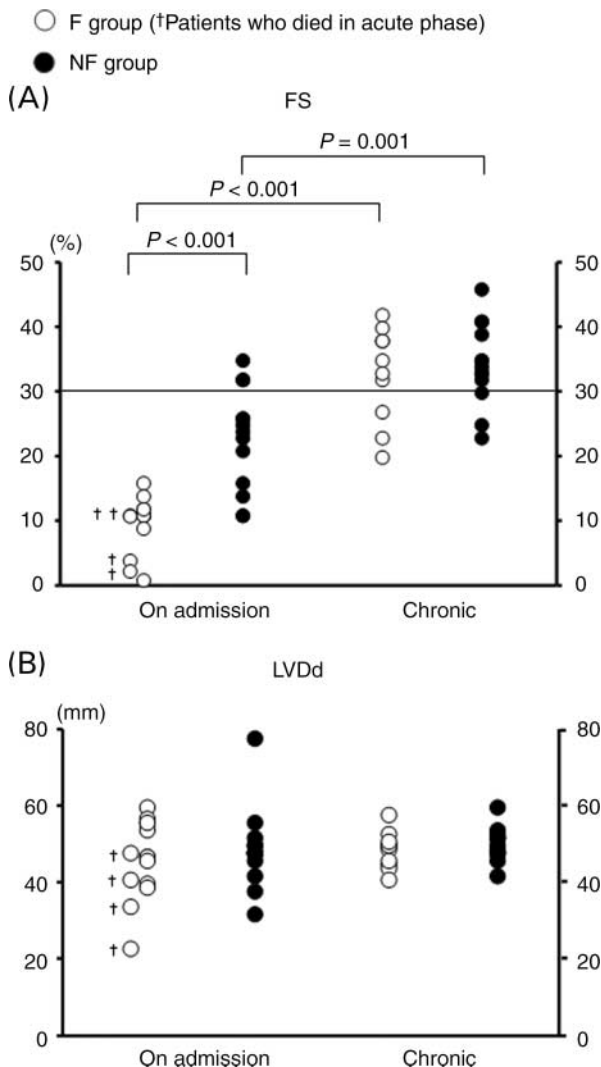 F group (†Patients who died in acute phase)
NF group
(A)
FS
P = 0.001
P < 0.001
(%)
P < 0.001
50
50
40
40
30
30
20
20
† †
10
10
†
†
0
0
On admission
Chronic
(B)
LVDd
(mm)
80
80
60
60
†
40
†
40
†
20
†
20
0
0
On admission
Chronic